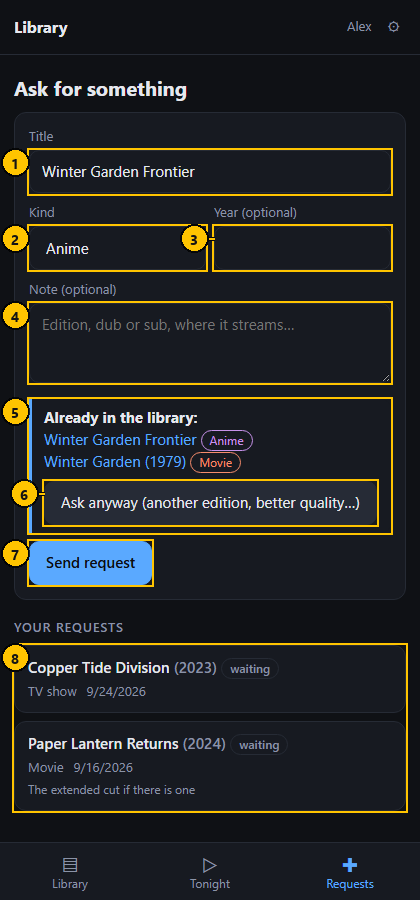 Library
Alex
Ask for something
Title
1
Winter Garden Frontier
Kind
Year (optional)
2
Anime
3
Note (optional)
4
Edition, dub or sub, where it streams...
5
Already in the library:
Winter Garden Frontier Anime
Winter Garden (1979) Movie
6
Ask anyway (another edition, better quality...)
7
Send request
YOUR REQUESTS
8
Copper Tide Division (2023) waiting
TV show 9/24/2026
Paper Lantern Returns (2024) waiting
Movie 9/16/2026
The extended cut if there is one
Library
Tonight
Requests